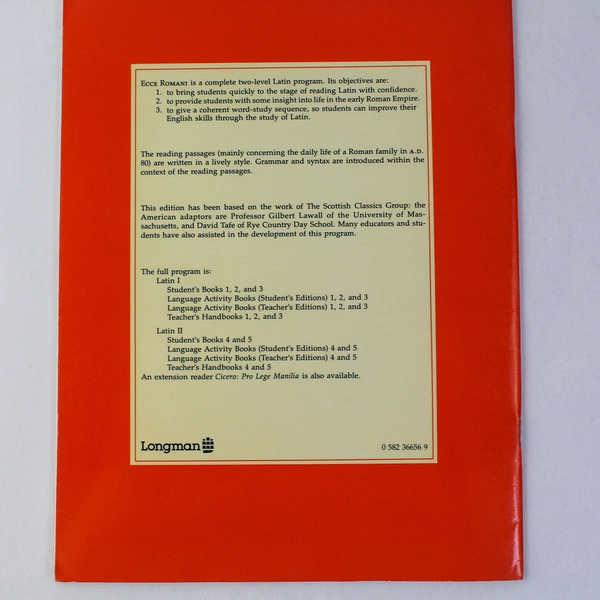 ECCE ROMANI is a complete two-level Latin program. Its objectives are:
1. to bring students quickly to the stage of reading Latin with confidence.
2. to provide students with some insight into life in the early Roman Empire.
3. to give a coherent word-study sequence, so students can improve their
English skills through the study of Latin.
The reading passages (mainly concerning the daily life of a Roman family in A.D.
80) are written in a lively style. Grammar and syntax are introduced within the
context of the reading passages.
This edition has been based on the work of The Scottish Classics Group: the
American adaptors are Professor Gilbert Lawall of the University of Mas-
sachusetts, and David Tafe of Rye Country Day School. Many educators and stu-
dents have also assisted in the development of this program.
The full program is:
Latin I
Student's Books 1, 2, and 3
Language Activity Books (Student's Editions) 1, 2, and 3
Language Activity Books (Teacher's Editions) 1, 2, and 3
Teacher's Handbooks 1, 2, and 3
Latin II
Student's Books 4 and 5
Language Activity Books (Student's Editions) 4 and 5
Language Activity Books (Teacher's Editions) 4 and 5
Teacher's Handbooks 4 and 5
An extension reader Cicero: Pro Lege Manilia is also available.
Longman
0 582 36656 9